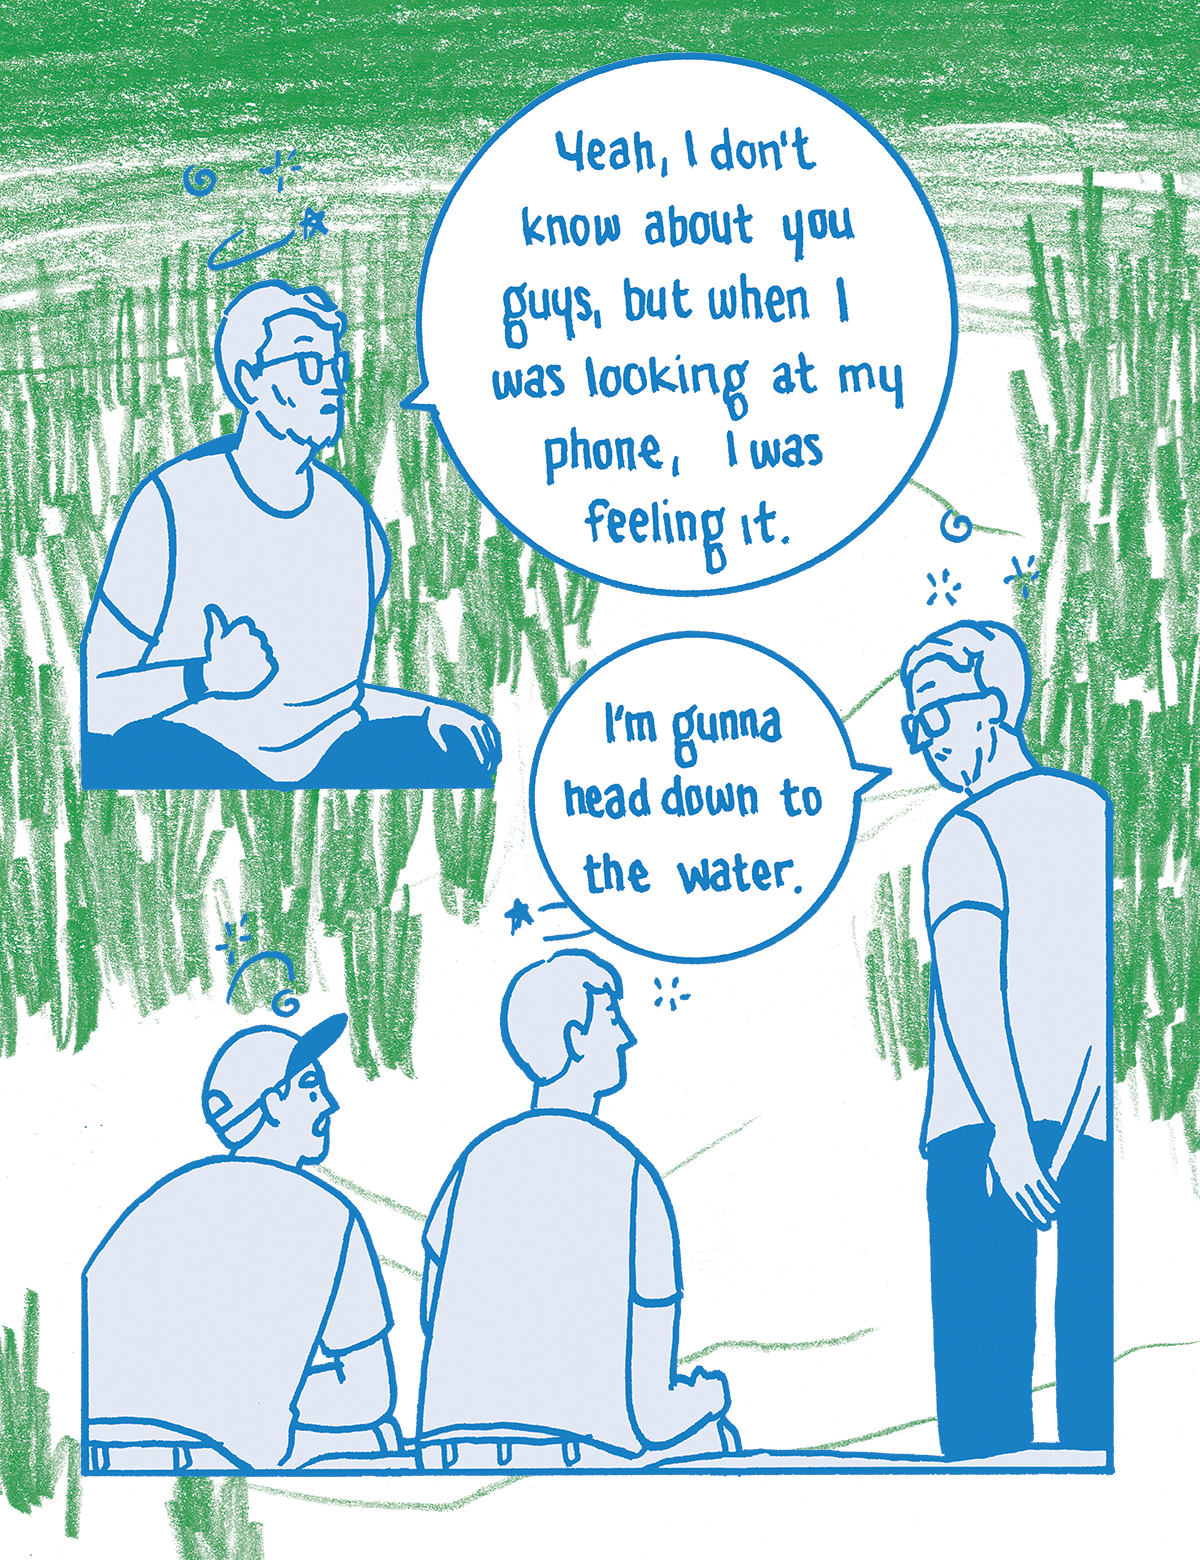 Yeah, I don't
know about you
guys, but when I
was looking at my
phone, I was
feeling it.
I'm gunna
head down to
the water.